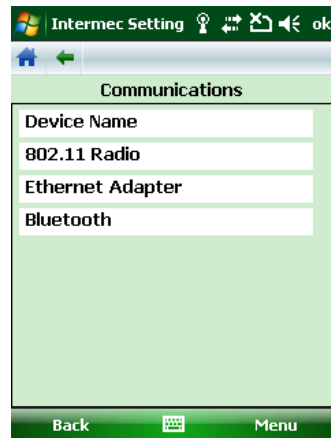 Intermec Setting ok
Communications
Device Name
802.11 Radio
Ethernet Adapter
Bluetooth
Back Menu